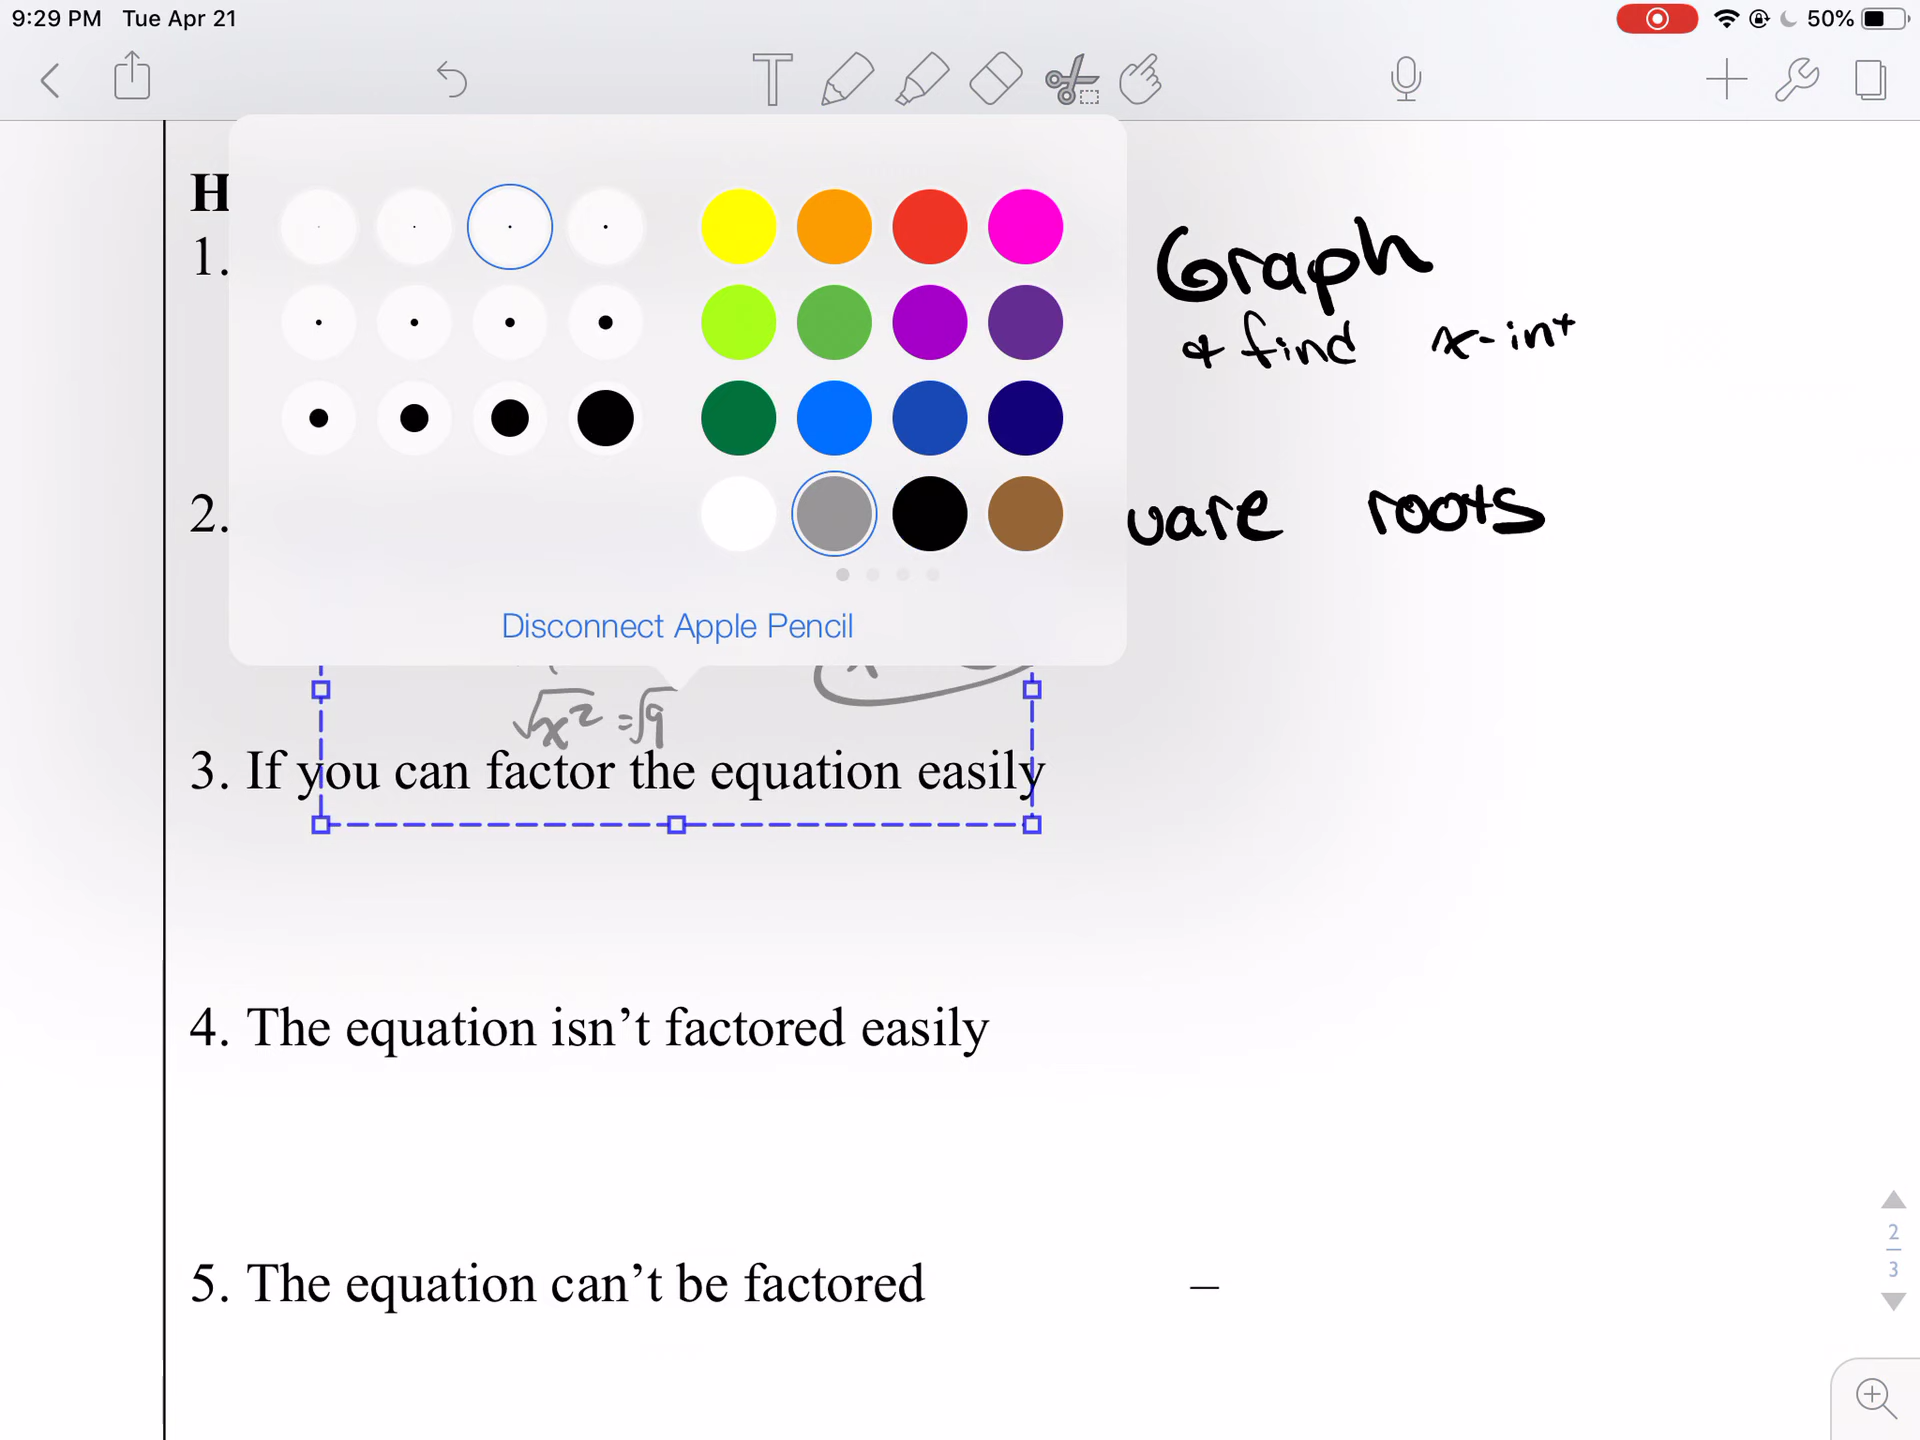 9:29 PM Tue Apr 21 50%
T
H
1. Graph
& find x-int
2. uare roots
Disconnect Apple Pencil
√x² = √9
3. If you can factor the equation easily
4. The equation isn’t factored easily
2
3
5. The equation can’t be factored –